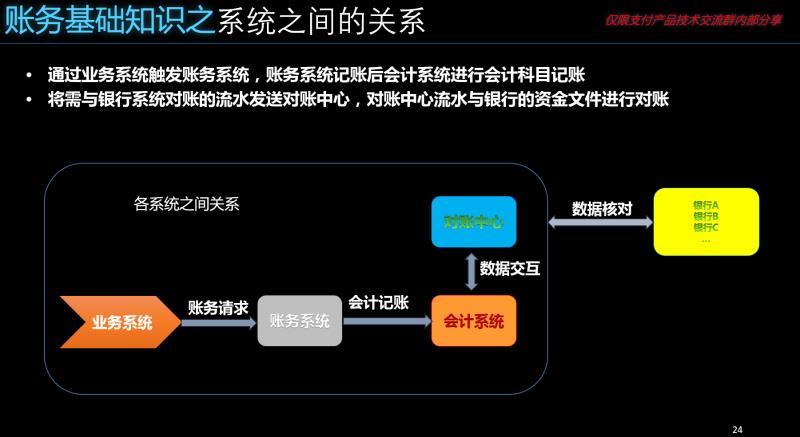 账务基础知识之系统之间的关系
仅限支付产品技术交流群内部分享
• 通过业务系统触发账务系统，账务系统记账后会计系统进行会计科目记账
• 将需与银行系统对账的流水发送对账中心，对账中心流水与银行的资金文件进行对账
各系统之间关系
对账中心
数据核对
银行A
银行B
银行C
...
数据交互
业务系统
账务请求
账务系统
会计记账
会计系统
24